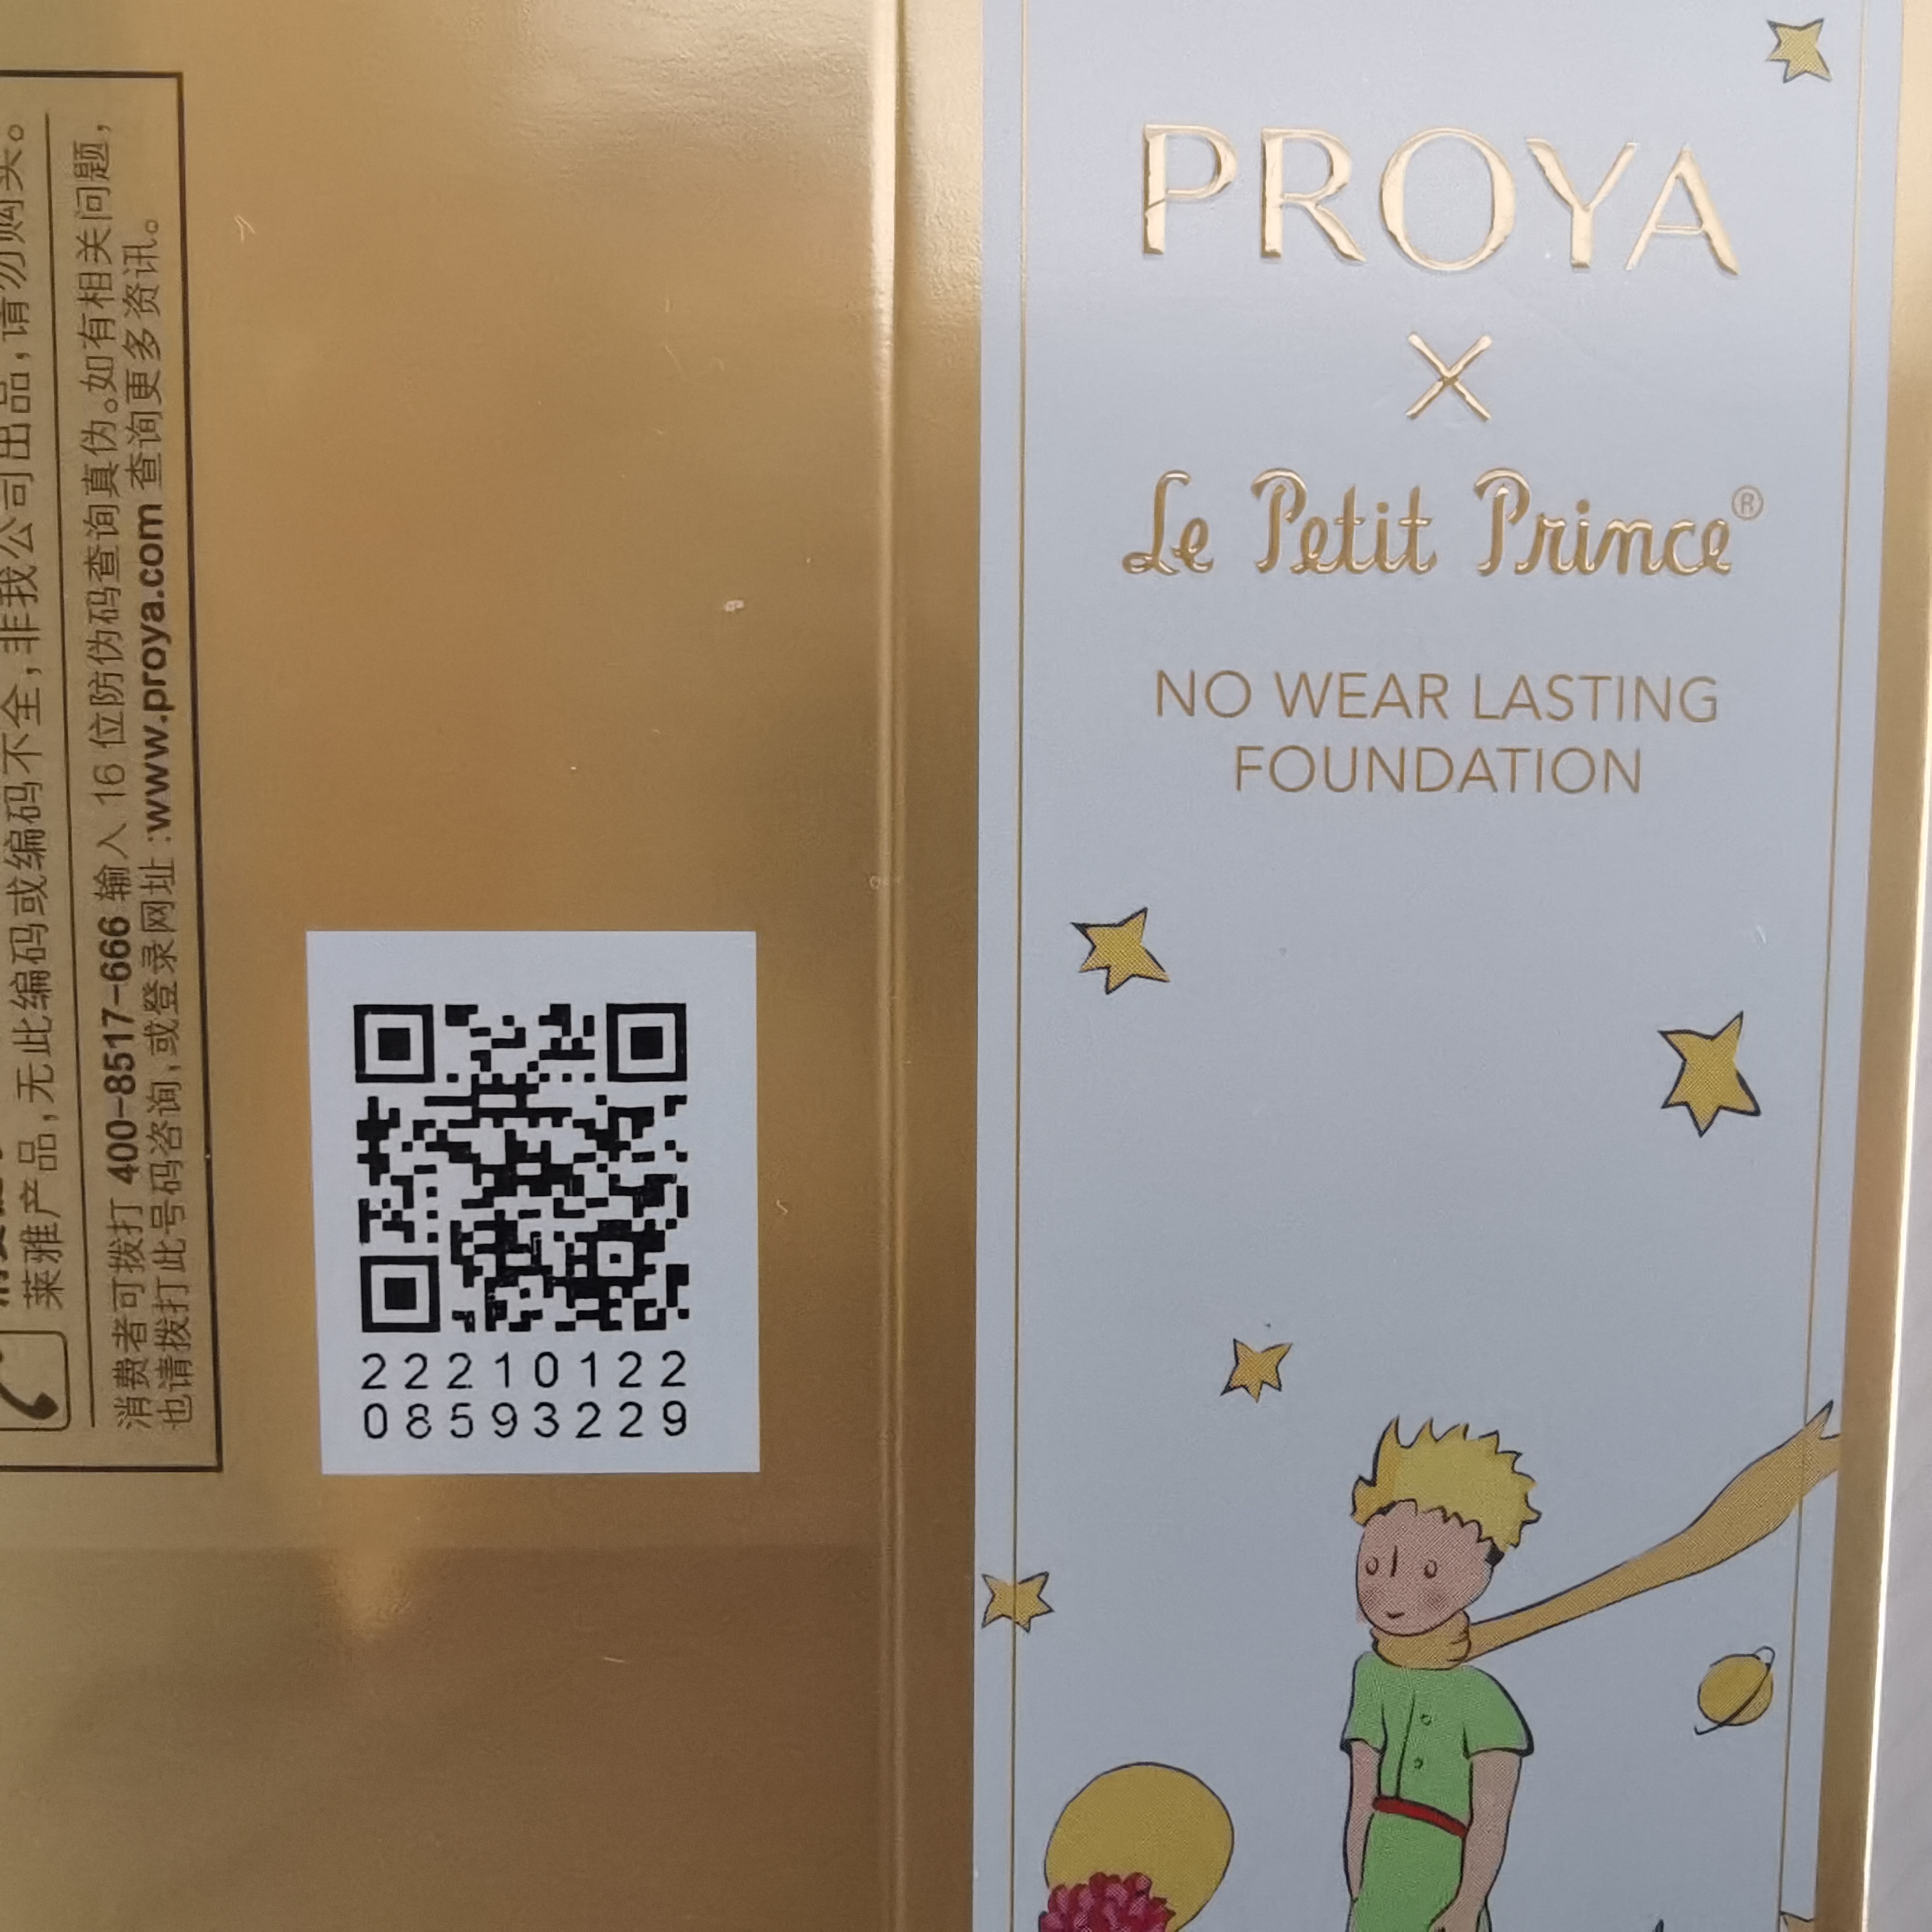 莱雅产品,无此编码或编码不全,非我公司出品,请勿购买。
消费者可拨打 400-8517-666 输入 16 位防伪码查询真伪。如有相关问题,
也请拨打此号码咨询,或登录网址:www.proya.com 查询更多资讯。
22210122
08593229
PROYA
×
Le Petit Prince®
NO WEAR LASTING
FOUNDATION